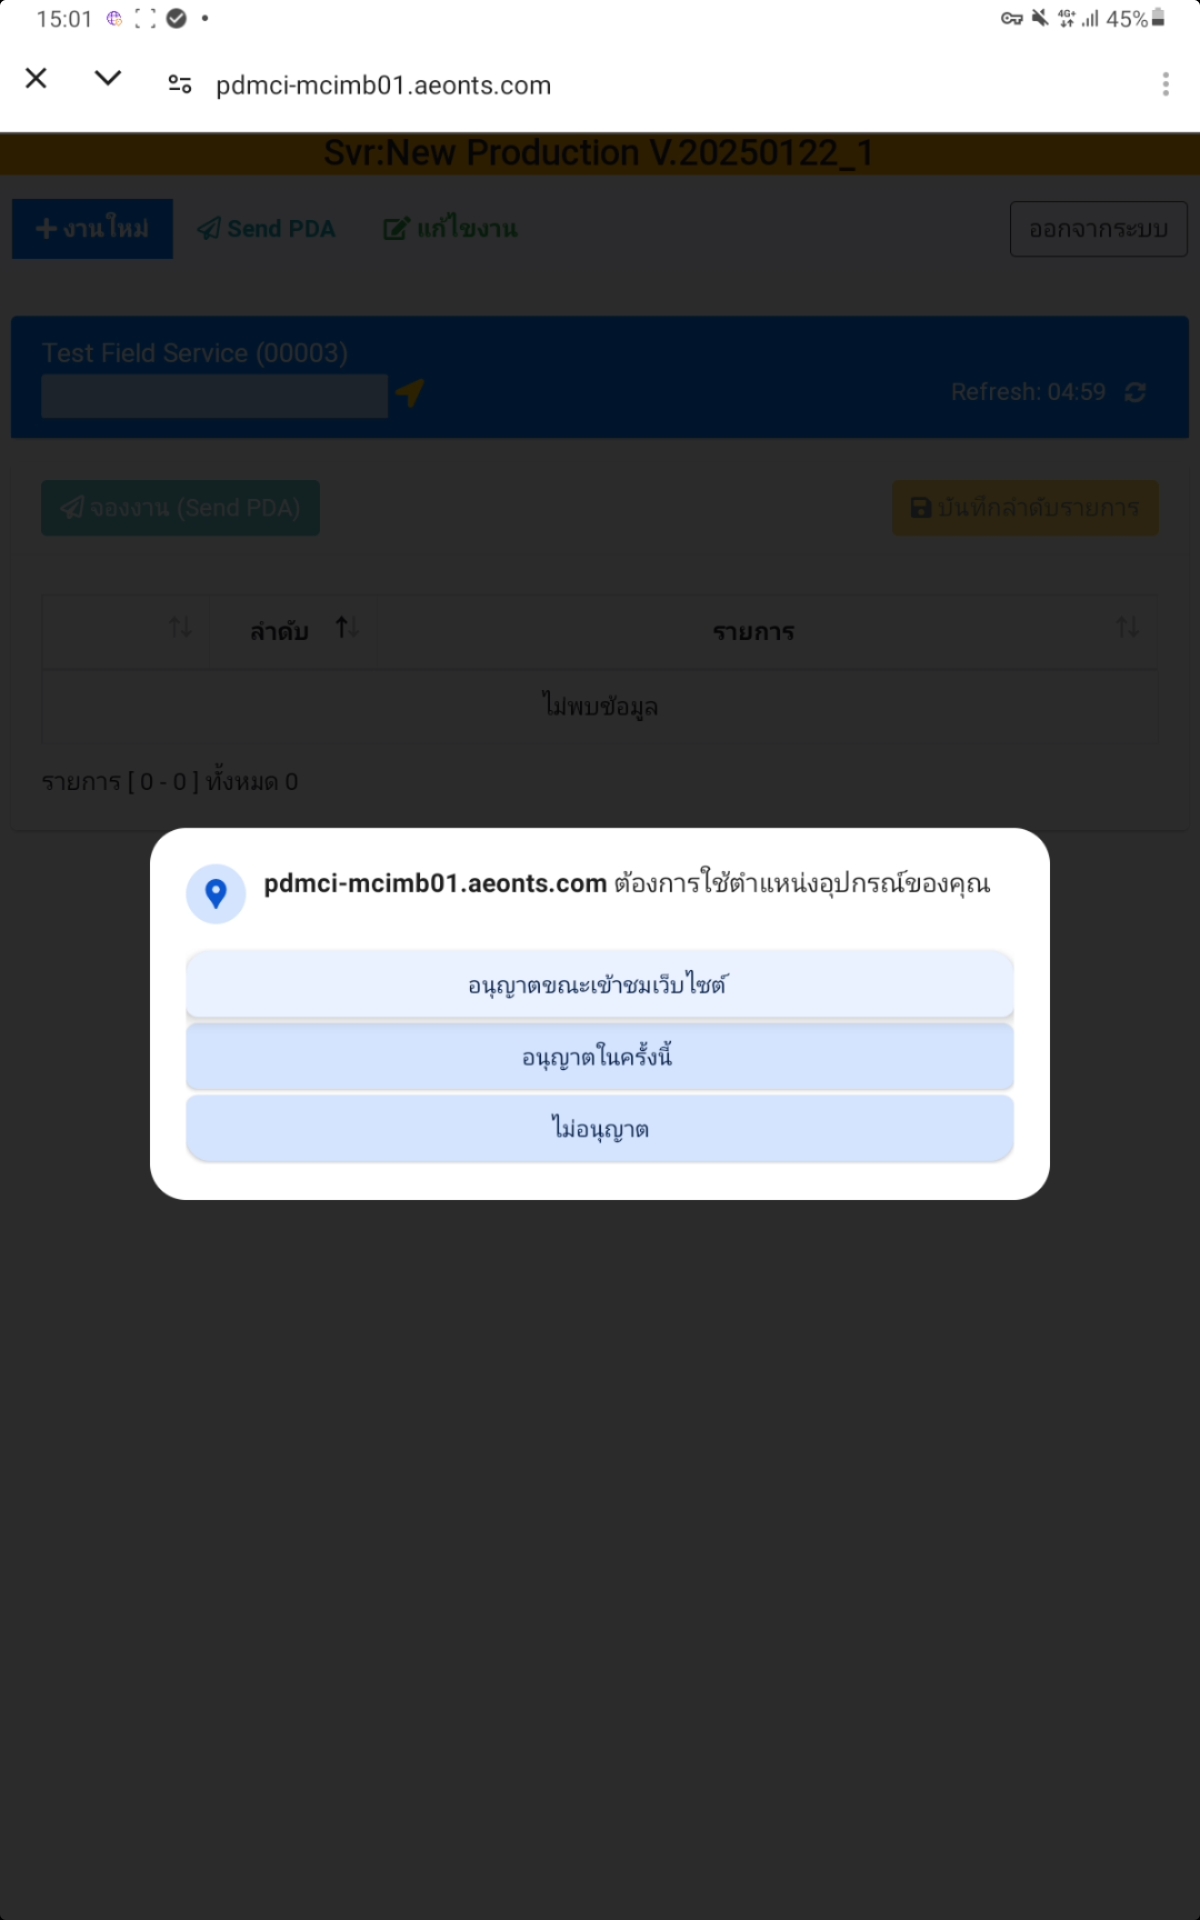 15:01
4G+ 45%
pdmci-mcimb01.aeonts.com
Svr:New Production V.20250122_1
งานใหม่ Send PDA แก้ไขงาน ออกจากระบบ
Test Field Service (00003)
Refresh: 04:59
จองงาน (Send PDA) บันทึกลำดับรายการ
ลำดับ รายการ
ไม่พบข้อมูล
รายการ [ 0 - 0 ] ทั้งหมด 0
pdmci-mcimb01.aeonts.com ต้องการใช้ตำแหน่งอุปกรณ์ของคุณ
อนุญาตขณะเข้าชมเว็บไซต์
อนุญาตในครั้งนี้
ไม่อนุญาต